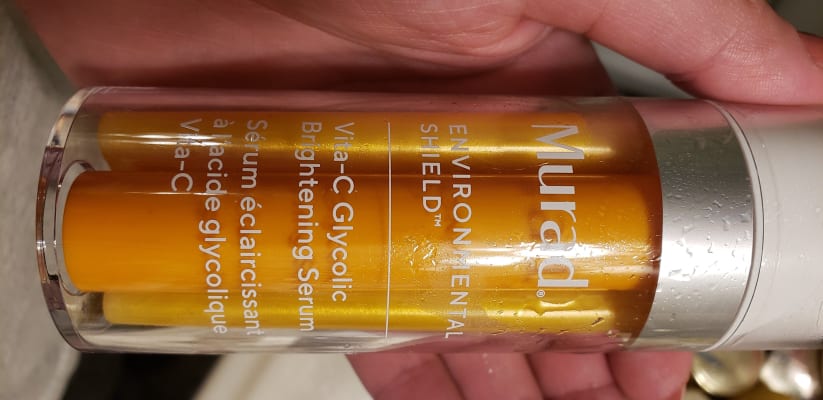 Murad®
ENVIRONMENTAL
SHIELD™
Vita-C Glycolic
Brightening Serum
Sérum éclaircissant
à l'acide glycolique
Vita-C